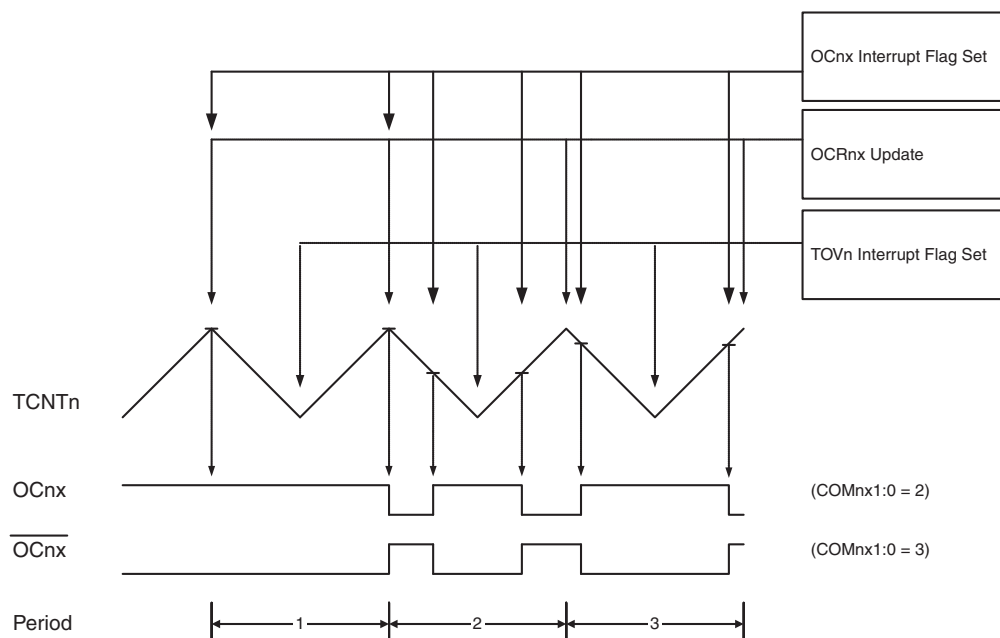 OCnx Interrupt Flag Set
OCRnx Update
TOVn Interrupt Flag Set
TCNTn
OCnx (COMnx1:0 = 2)
OCnx (COMnx1:0 = 3)
Period 1 2 3